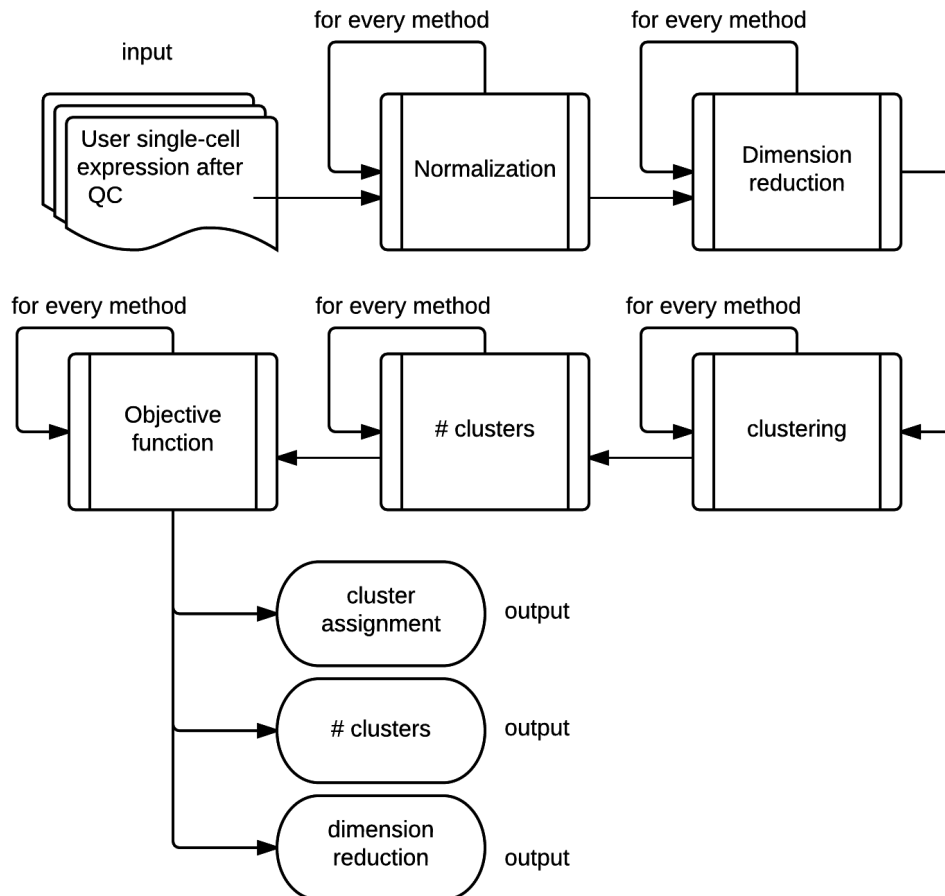 for every method
for every method
input
User single-cell
expression after
QC
Normalization
Dimension
reduction
for every method
for every method
for every method
Objective
function
# clusters
clustering
cluster
assignment
output
# clusters
output
dimension
reduction
output